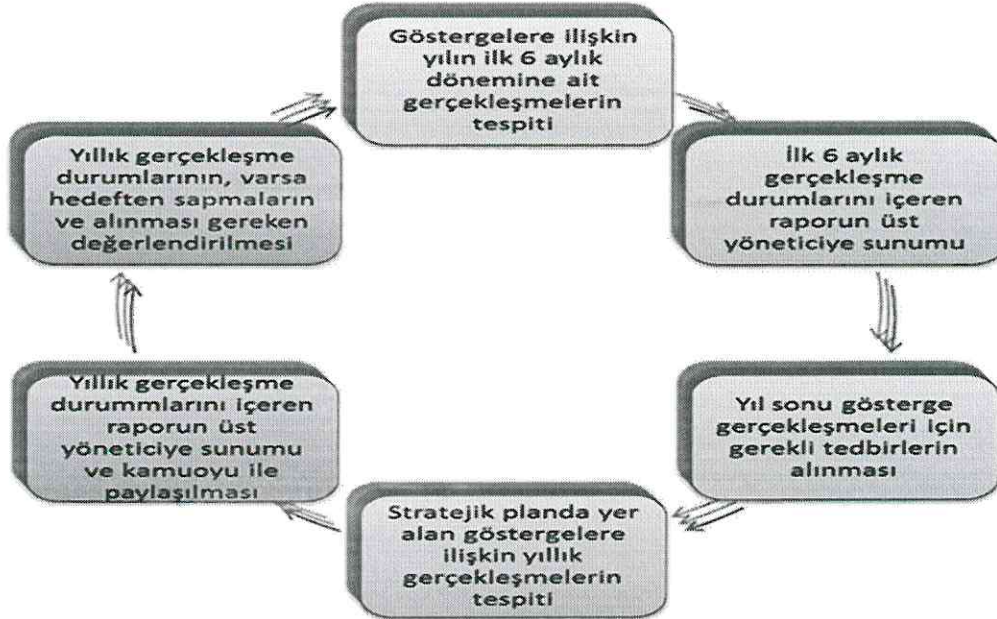 Göstergelere ilişkin
yılın ilk 6 aylık
dönemine ait
gerçekleşmelerin
tespiti
İlk 6 aylık
gerçekleşme
durumlarını içeren
raporun üst
yöneticiye sunumu
Yıl sonu gösterge
gerçekleşmeleri için
gerekli tedbirlerin
alınması
Stratejik planda yer
alan göstergelere
ilişkin yıllık
gerçekleşmelerin
tespiti
Yıllık gerçekleşme
durummlarını içeren
raporun üst
yöneticiye sunumu
ve kamuoyu ile
paylaşılması
Yıllık gerçekleşme
durumlarının, varsa
hedeften sapmaların
ve alınması gereken
değerlendirilmesi